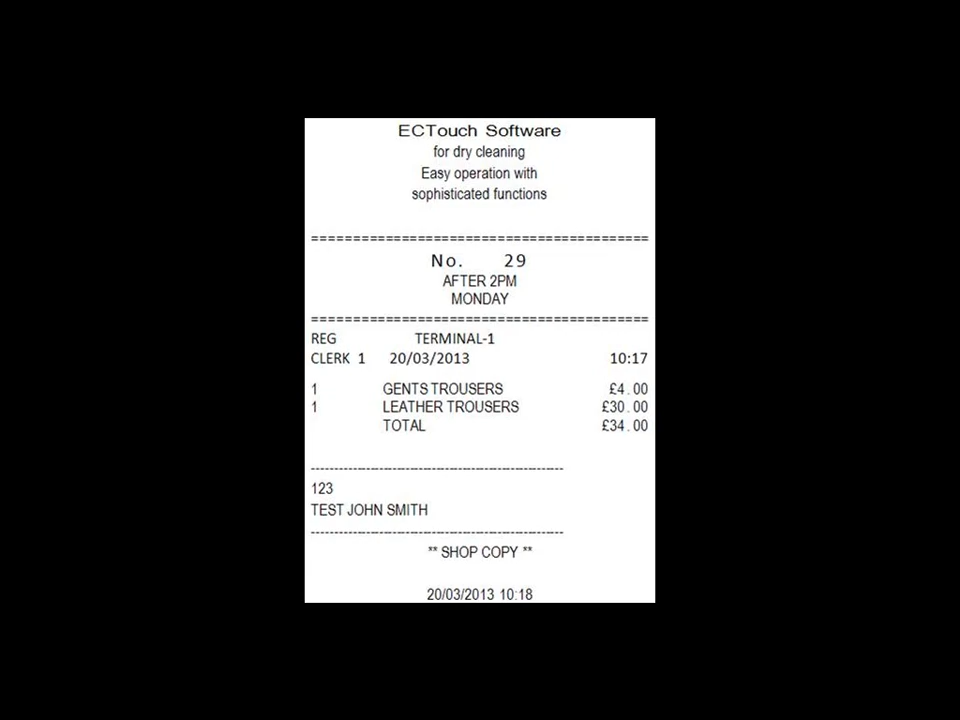 ECTouch Software
for dry cleaning
Easy operation with
sophisticated functions
==========================================
No. 29
AFTER 2PM
MONDAY
==========================================
REG TERMINAL-1
CLERK 1 20/03/2013 10:17
1 GENTS TROUSERS £4.00
1 LEATHER TROUSERS £30.00
TOTAL £34.00
------------------------------------------------------
123
TEST JOHN SMITH
------------------------------------------------------
** SHOP COPY **
20/03/2013 10:18